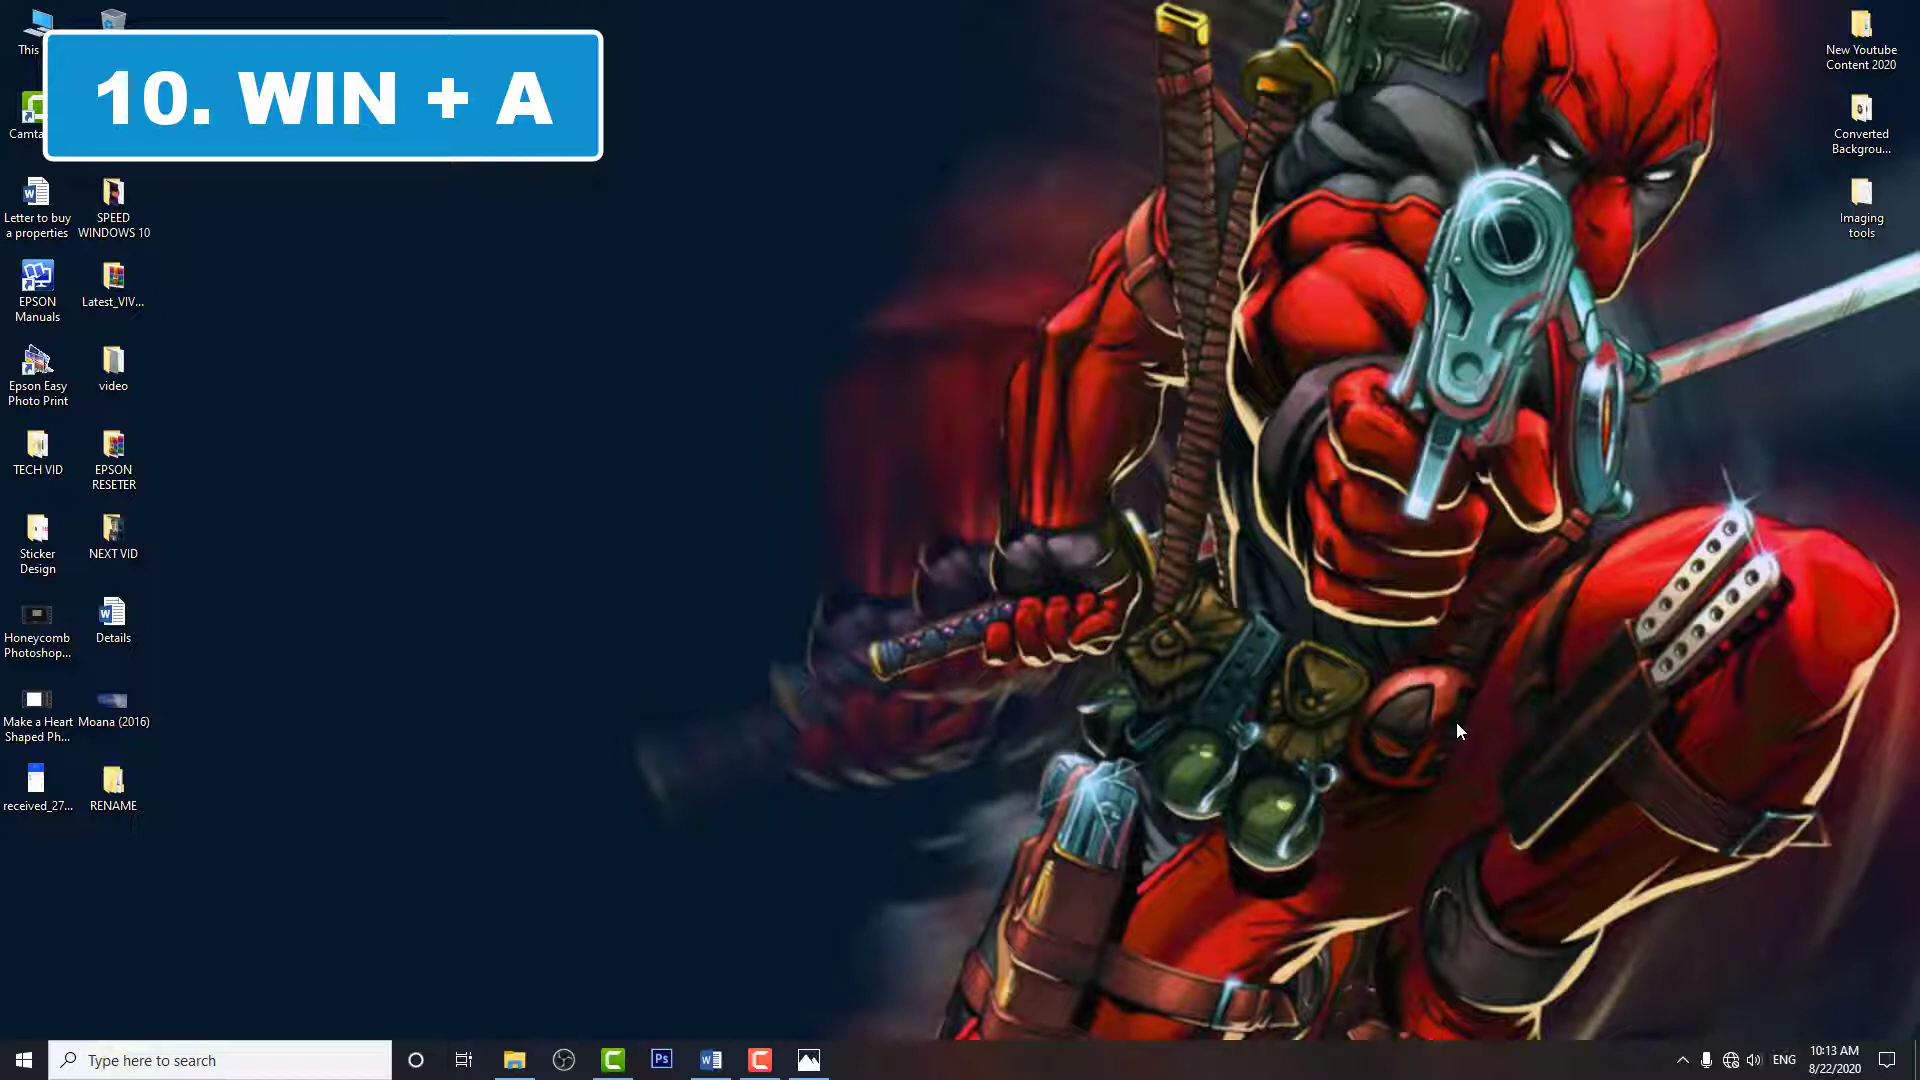 10. WIN + A
This
Camta
Letter to buy
a properties
SPEED
WINDOWS 10
EPSON
Manuals
Latest_VIV...
Epson Easy
Photo Print
video
TECH VID
EPSON
RESETER
Sticker
Design
NEXT VID
Honeycomb
Photoshop...
Details
Make a Heart
Shaped Ph...
Moana (2016)
received_27...
RENAME
New Youtube
Content 2020
Converted
Backgrou...
Imaging
tools
Type here to search
Ps
ENG
10:13 AM
8/22/2020